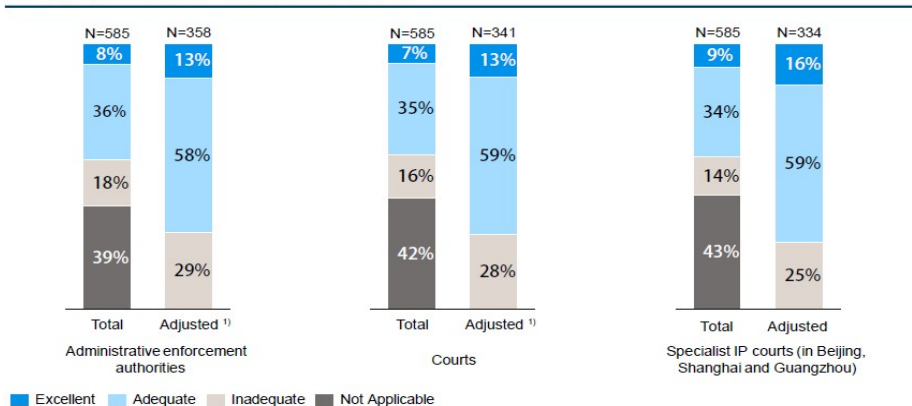 N=585 N=358 N=585 N=341 N=585 N=334
8% 13% 7% 13% 9% 16%
36% 58% 35% 59% 34% 59%
18% 16% 14%
39% 29% 42% 28% 43% 25%
Total Adjusted ¹⁾ Total Adjusted ¹⁾ Total Adjusted
Administrative enforcement
authorities
Courts
Specialist IP courts (in Beijing,
Shanghai and Guangzhou)
Excellent Adequate Inadequate Not Applicable